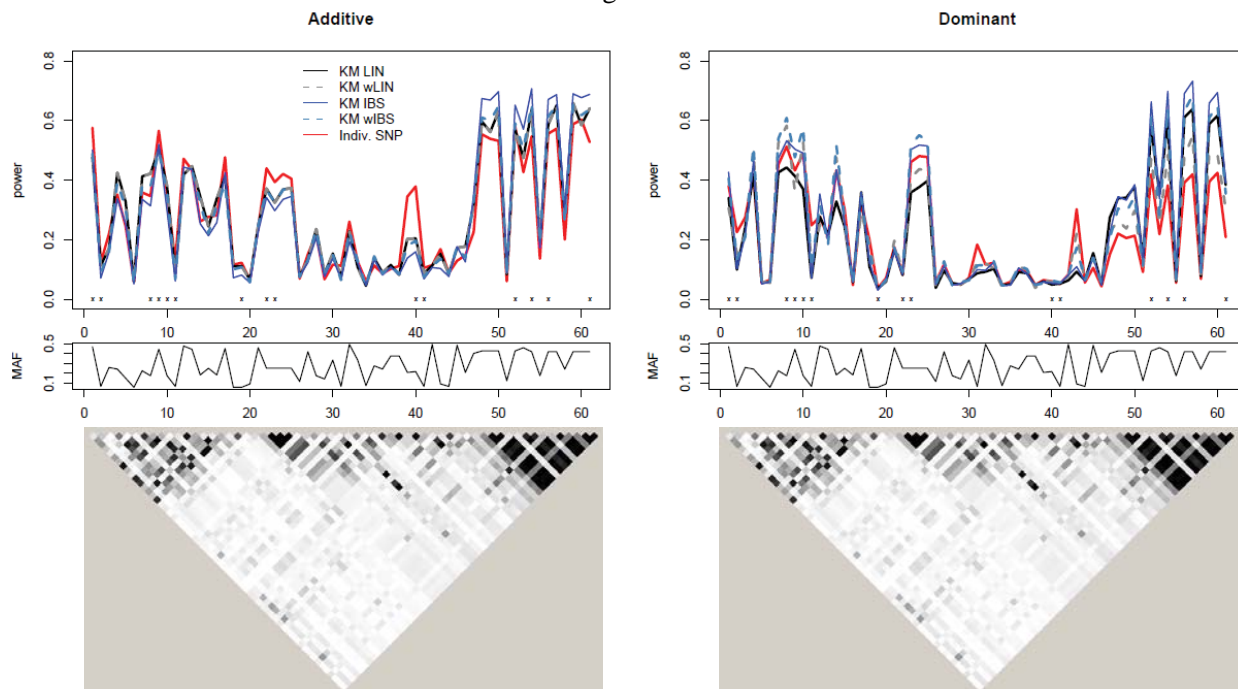 Additive
Dominant
0.8
0.6
0.4
0.2
0.0
power
KM LIN
KM wLIN
KM IBS
KM wIBS
Indiv. SNP
x x x x x x x x x x x x x x x x
0 10 20 30 40 50 60
0.5
0.1
MAF
0 10 20 30 40 50 60
0.8
0.6
0.4
0.2
0.0
power
x x x x x x x x x x x x x x x x
0 10 20 30 40 50 60
0.5
0.1
MAF
0 10 20 30 40 50 60